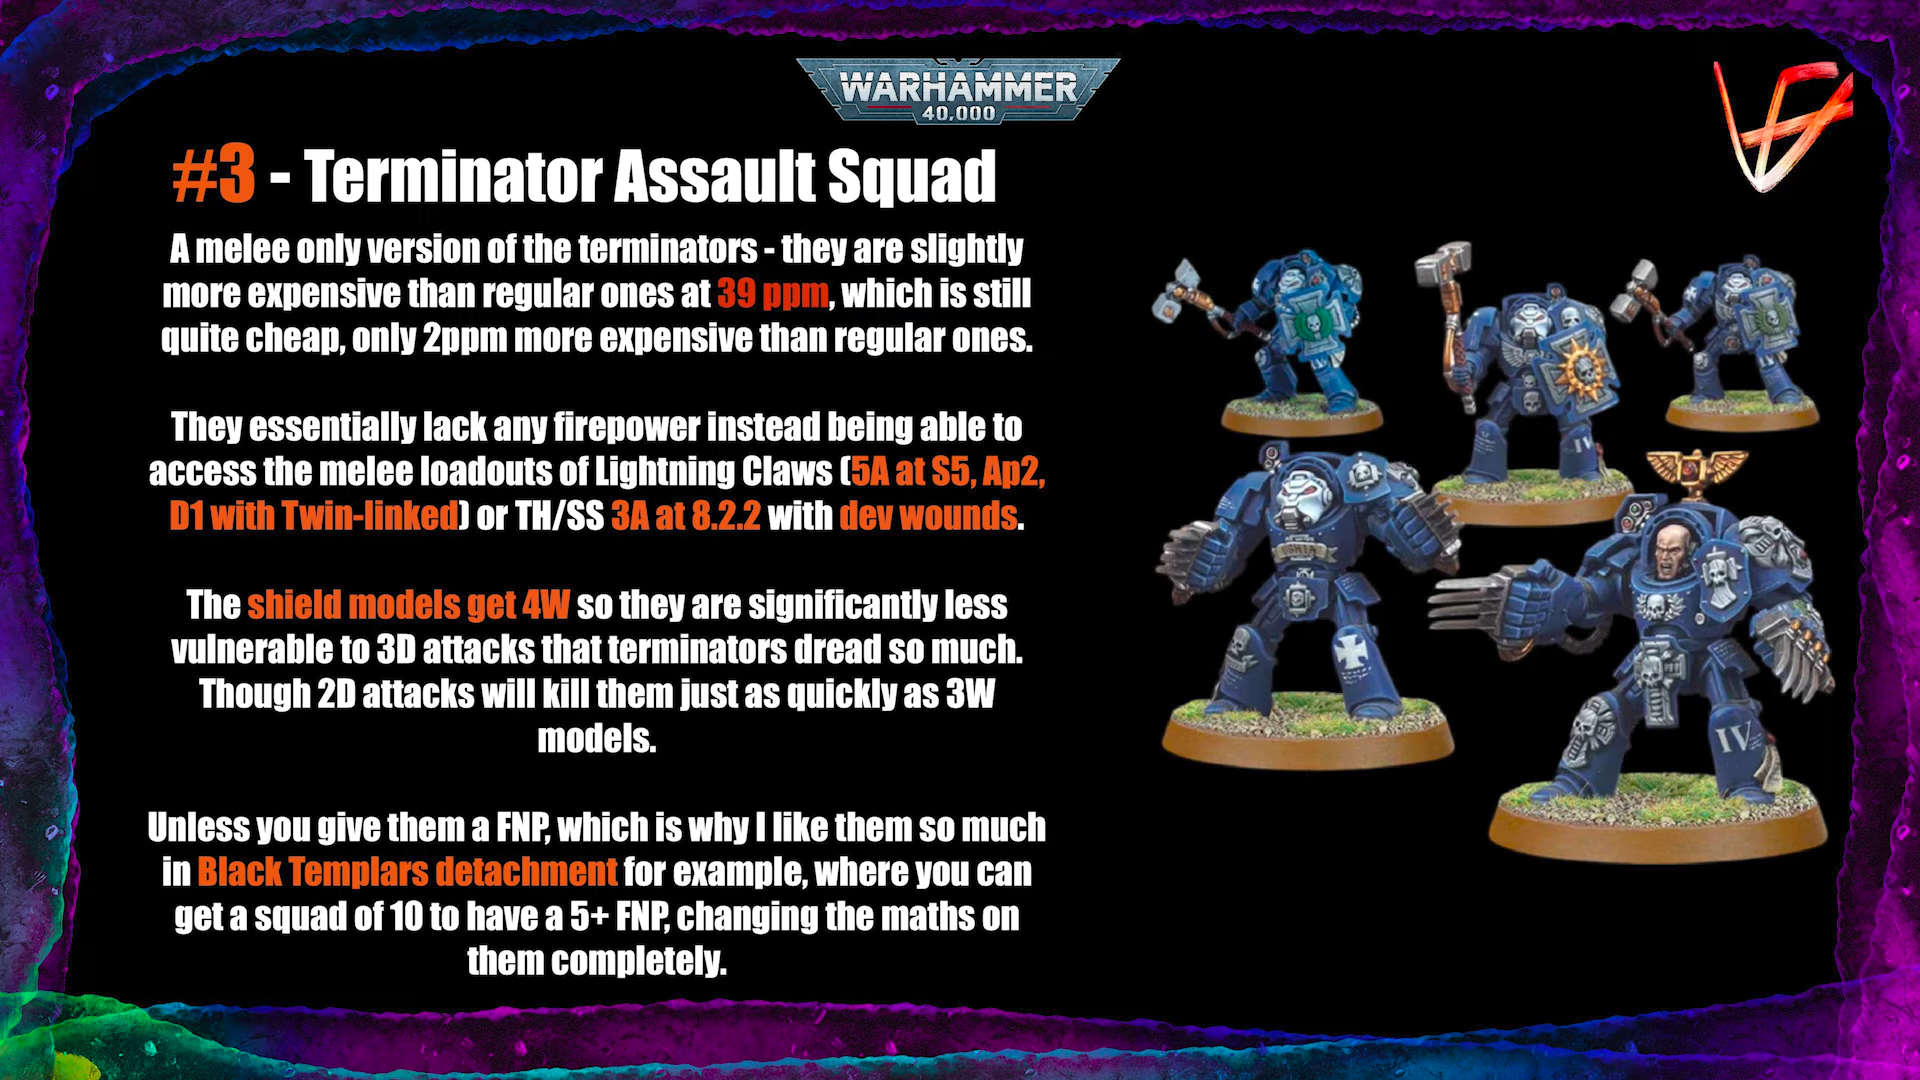 WARHAMMER
40,000
#3 - Terminator Assault Squad
A melee only version of the terminators - they are slightly
more expensive than regular ones at 39 ppm, which is still
quite cheap, only 2ppm more expensive than regular ones.
They essentially lack any firepower instead being able to
access the melee loadouts of Lightning Claws (5A at S5, Ap2,
D1 with Twin-linked) or TH/SS 3A at 8.2.2 with dev wounds.
The shield models get 4W so they are significantly less
vulnerable to 3D attacks that terminators dread so much.
Though 2D attacks will kill them just as quickly as 3W
models.
Unless you give them a FNP, which is why I like them so much
in Black Templars detachment for example, where you can
get a squad of 10 to have a 5+ FNP, changing the maths on
them completely.
IV
IV